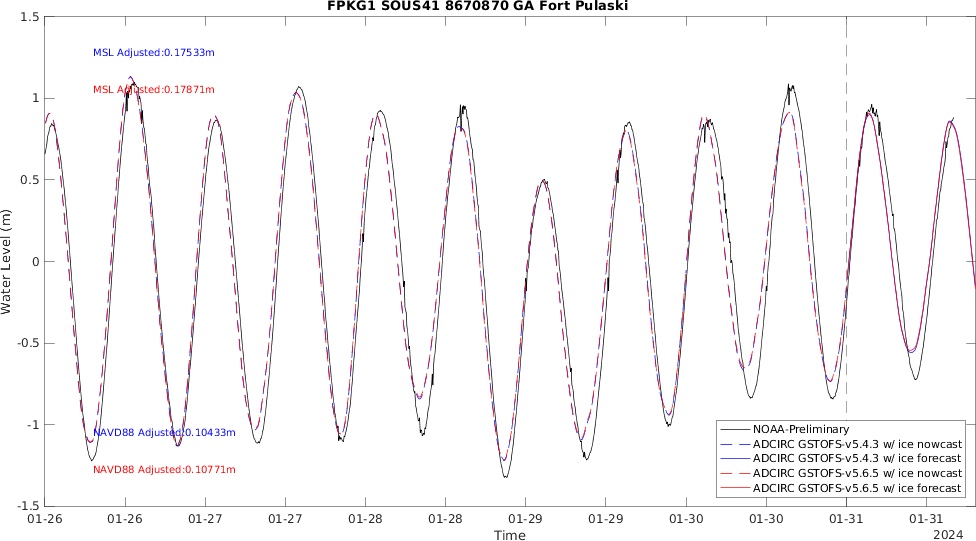 FPKG1 SOUS41 8670870 GA Fort Pulaski
1.5
MSL Adjusted:0.17533m
1
MSL Adjusted:0.17871m
0.5
Water Level (m)
0
-0.5
-1
NAVD88 Adjusted:0.10433m
NAVD88 Adjusted:0.10771m
-1.5
NOAA-Preliminary
ADCIRC GSTOFS-v5.4.3 w/ ice nowcast
ADCIRC GSTOFS-v5.4.3 w/ ice forecast
ADCIRC GSTOFS-v5.6.5 w/ ice nowcast
ADCIRC GSTOFS-v5.6.5 w/ ice forecast
01-26 01-26 01-27 01-27 01-28 01-28 01-29 01-29 01-30 01-30 01-31 01-31
Time
2024